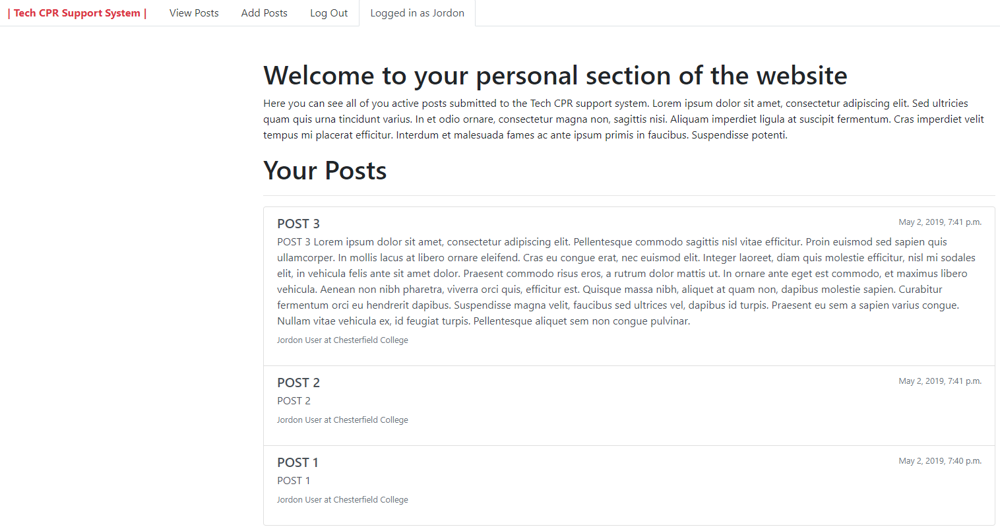 | Tech CPR Support System | View Posts Add Posts Log Out Logged in as Jordon
Welcome to your personal section of the website
Here you can see all of you active posts submitted to the Tech CPR support system. Lorem ipsum dolor sit amet, consectetur adipiscing elit. Sed ultricies
quam quis urna tincidunt varius. In et odio ornare, consectetur magna non, sagittis nisi. Aliquam imperdiet ligula at suscipit fermentum. Cras imperdiet velit
tempus mi placerat efficitur. Interdum et malesuada fames ac ante ipsum primis in faucibus. Suspendisse potenti.
Your Posts
POST 3 May 2, 2019, 7:41 p.m.
POST 3 Lorem ipsum dolor sit amet, consectetur adipiscing elit. Pellentesque commodo sagittis nisl vitae efficitur. Proin euismod sed sapien quis
ullamcorper. In mollis lacus at libero ornare eleifend. Cras eu congue erat, nec euismod elit. Integer laoreet, diam quis molestie efficitur, nisl mi sodales
elit, in vehicula felis ante sit amet dolor. Praesent commodo risus eros, a rutrum dolor mattis ut. In ornare ante eget est commodo, et maximus libero
vehicula. Aenean non nibh pharetra, viverra orci quis, efficitur est. Quisque massa nibh, aliquet at quam non, dapibus molestie sapien. Curabitur
fermentum orci eu hendrerit dapibus. Suspendisse magna velit, faucibus sed ultrices vel, dapibus id turpis. Praesent eu sem a sapien varius congue.
Nullam vitae vehicula ex, id feugiat turpis. Pellentesque aliquet sem non congue pulvinar.
Jordon User at Chesterfield College
POST 2 May 2, 2019, 7:41 p.m.
POST 2
Jordon User at Chesterfield College
POST 1 May 2, 2019, 7:40 p.m.
POST 1
Jordon User at Chesterfield College